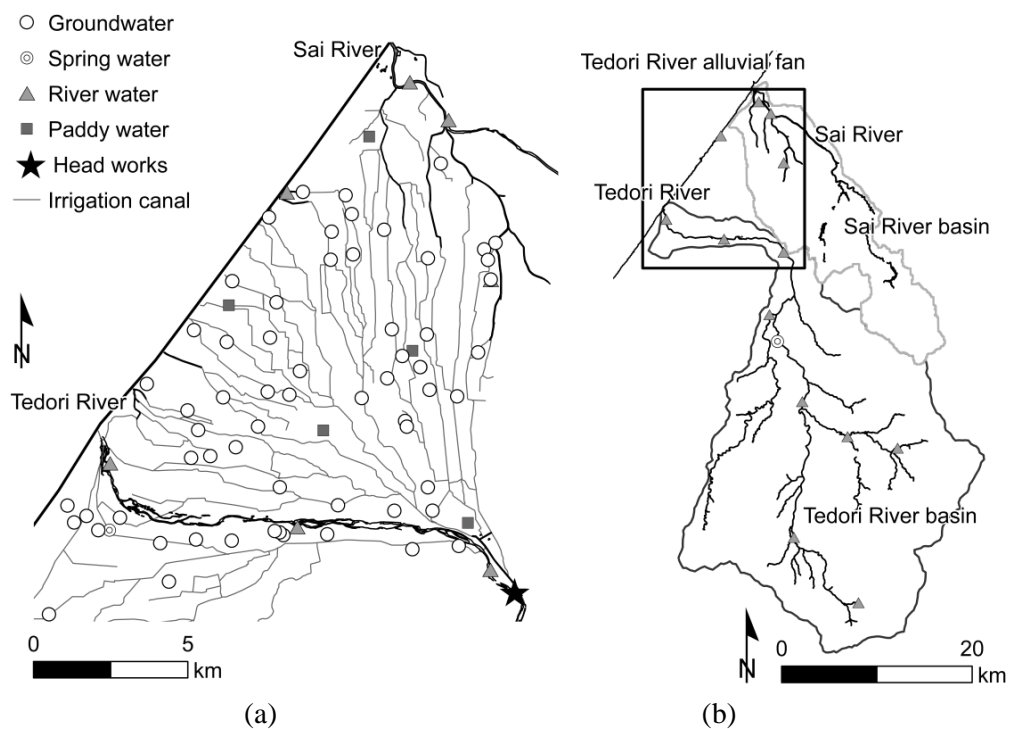 Groundwater
Spring water
River water
Paddy water
Head works
Irrigation canal
Sai River
N
Tedori River
0 5
km
(a)
Tedori River alluvial fan
Sai River
Tedori River
Sai River basin
Tedori River basin
N
0 20
km
(b)